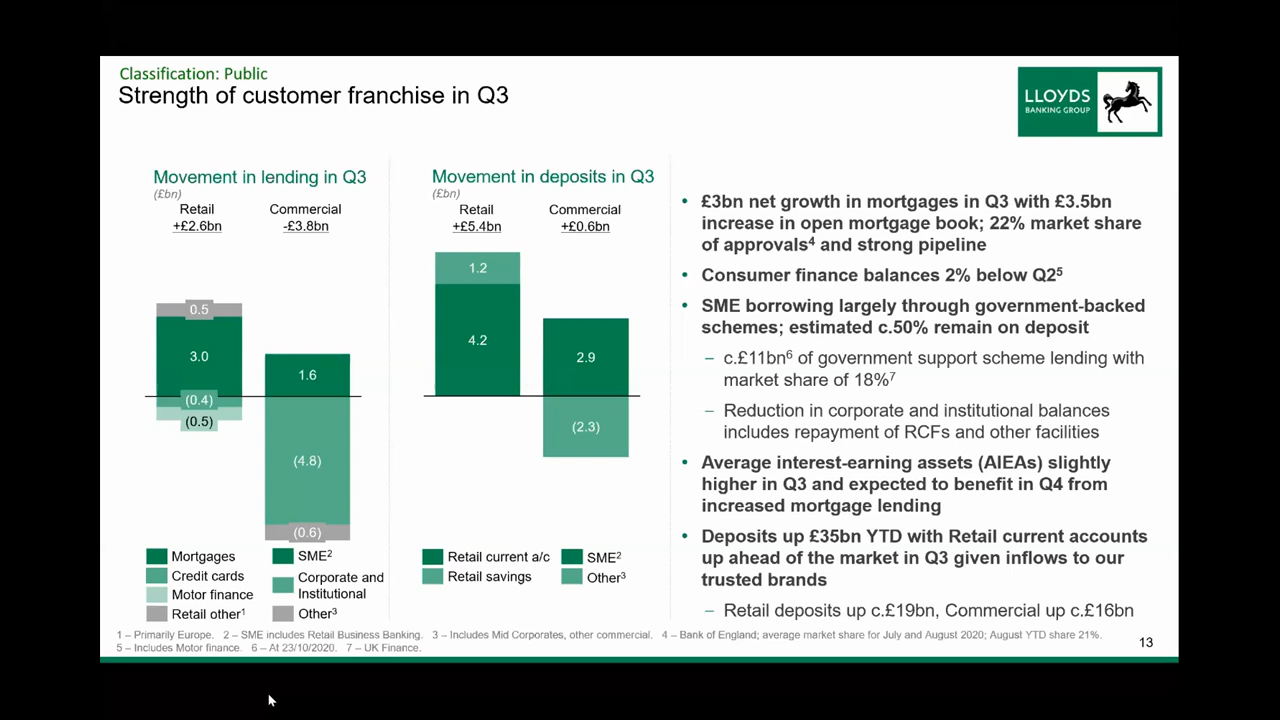 Classification: Public
Strength of customer franchise in Q3
LLOYDS
BANKING GROUP
Movement in lending in Q3
(£bn)
Retail
+£2.6bn
Commercial
-£3.8bn
0.5
3.0
(0.4)
(0.5)
1.6
(4.8)
(0.6)
Mortgages
Credit cards
Motor finance
Retail other¹
SME²
Corporate and
Institutional
Other³
Movement in deposits in Q3
(£bn)
Retail
+£5.4bn
Commercial
+£0.6bn
1.2
4.2
2.9
(2.3)
Retail current a/c
Retail savings
SME²
Other³
• £3bn net growth in mortgages in Q3 with £3.5bn
increase in open mortgage book; 22% market share
of approvals⁴ and strong pipeline
• Consumer finance balances 2% below Q2⁵
• SME borrowing largely through government-backed
schemes; estimated c.50% remain on deposit
– c.£11bn⁶ of government support scheme lending with
market share of 18%⁷
– Reduction in corporate and institutional balances
includes repayment of RCFs and other facilities
• Average interest-earning assets (AIEAs) slightly
higher in Q3 and expected to benefit in Q4 from
increased mortgage lending
• Deposits up £35bn YTD with Retail current accounts
up ahead of the market in Q3 given inflows to our
trusted brands
– Retail deposits up c.£19bn, Commercial up c.£16bn
1 – Primarily Europe. 2 – SME includes Retail Business Banking. 3 – Includes Mid Corporates, other commercial. 4 – Bank of England; average market share for July and August 2020; August YTD share 21%.
5 – Includes Motor finance. 6 – At 23/10/2020. 7 – UK Finance.
13